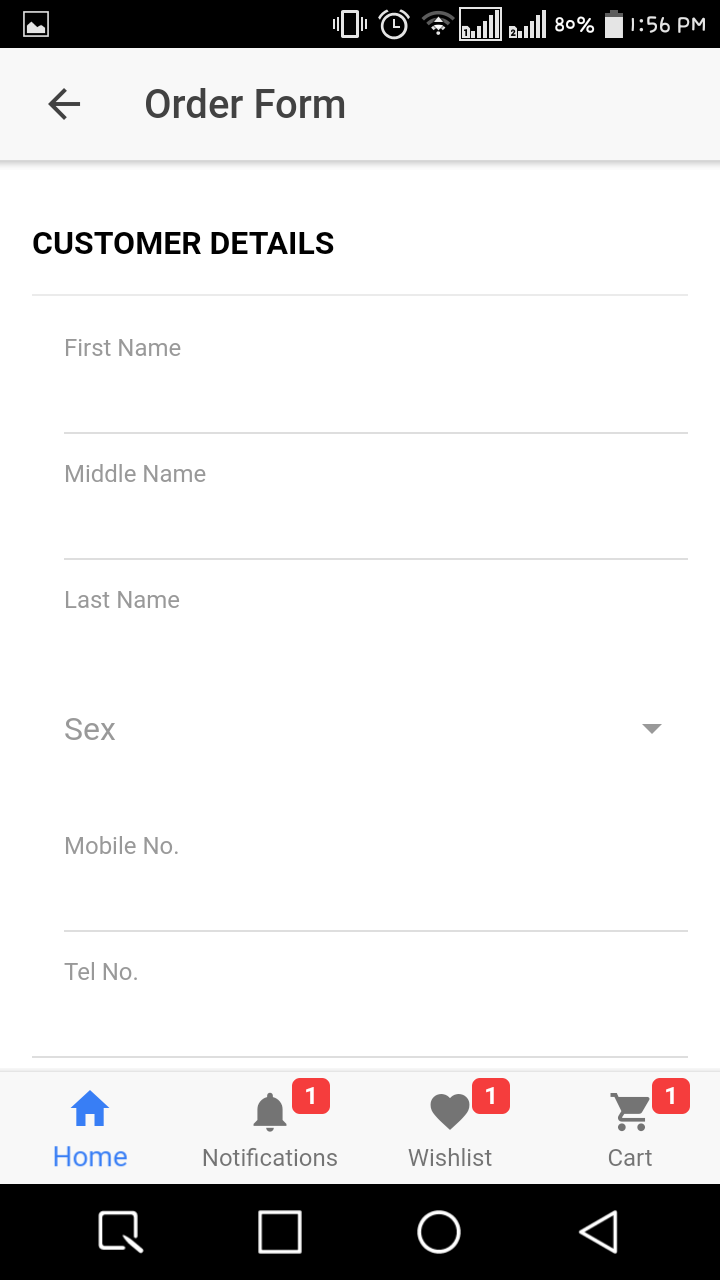 80% 1:56 PM
Order Form
CUSTOMER DETAILS
First Name
Middle Name
Last Name
Sex
Mobile No.
Tel No.
1 1 1
Home Notifications Wishlist Cart